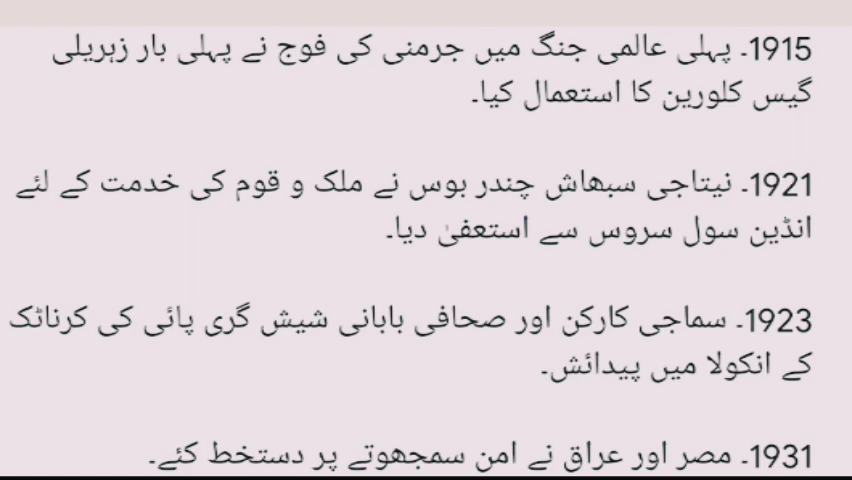 1915۔ پہلی عالمی جنگ میں جرمنی کی فوج نے پہلی بار زہریلی
گیس کلورین کا استعمال کیا۔
1921۔ نیتاجی سبھاش چندر بوس نے ملک و قوم کی خدمت کے لئے
انڈین سول سروس سے استعفیٰ دیا۔
1923۔ سماجی کارکن اور صحافی بابانی شیش گری پائی کی کرناٹک
کے انکولا میں پیدائش۔
1931۔ مصر اور عراق نے امن سمجھوتے پر دستخط کئے۔